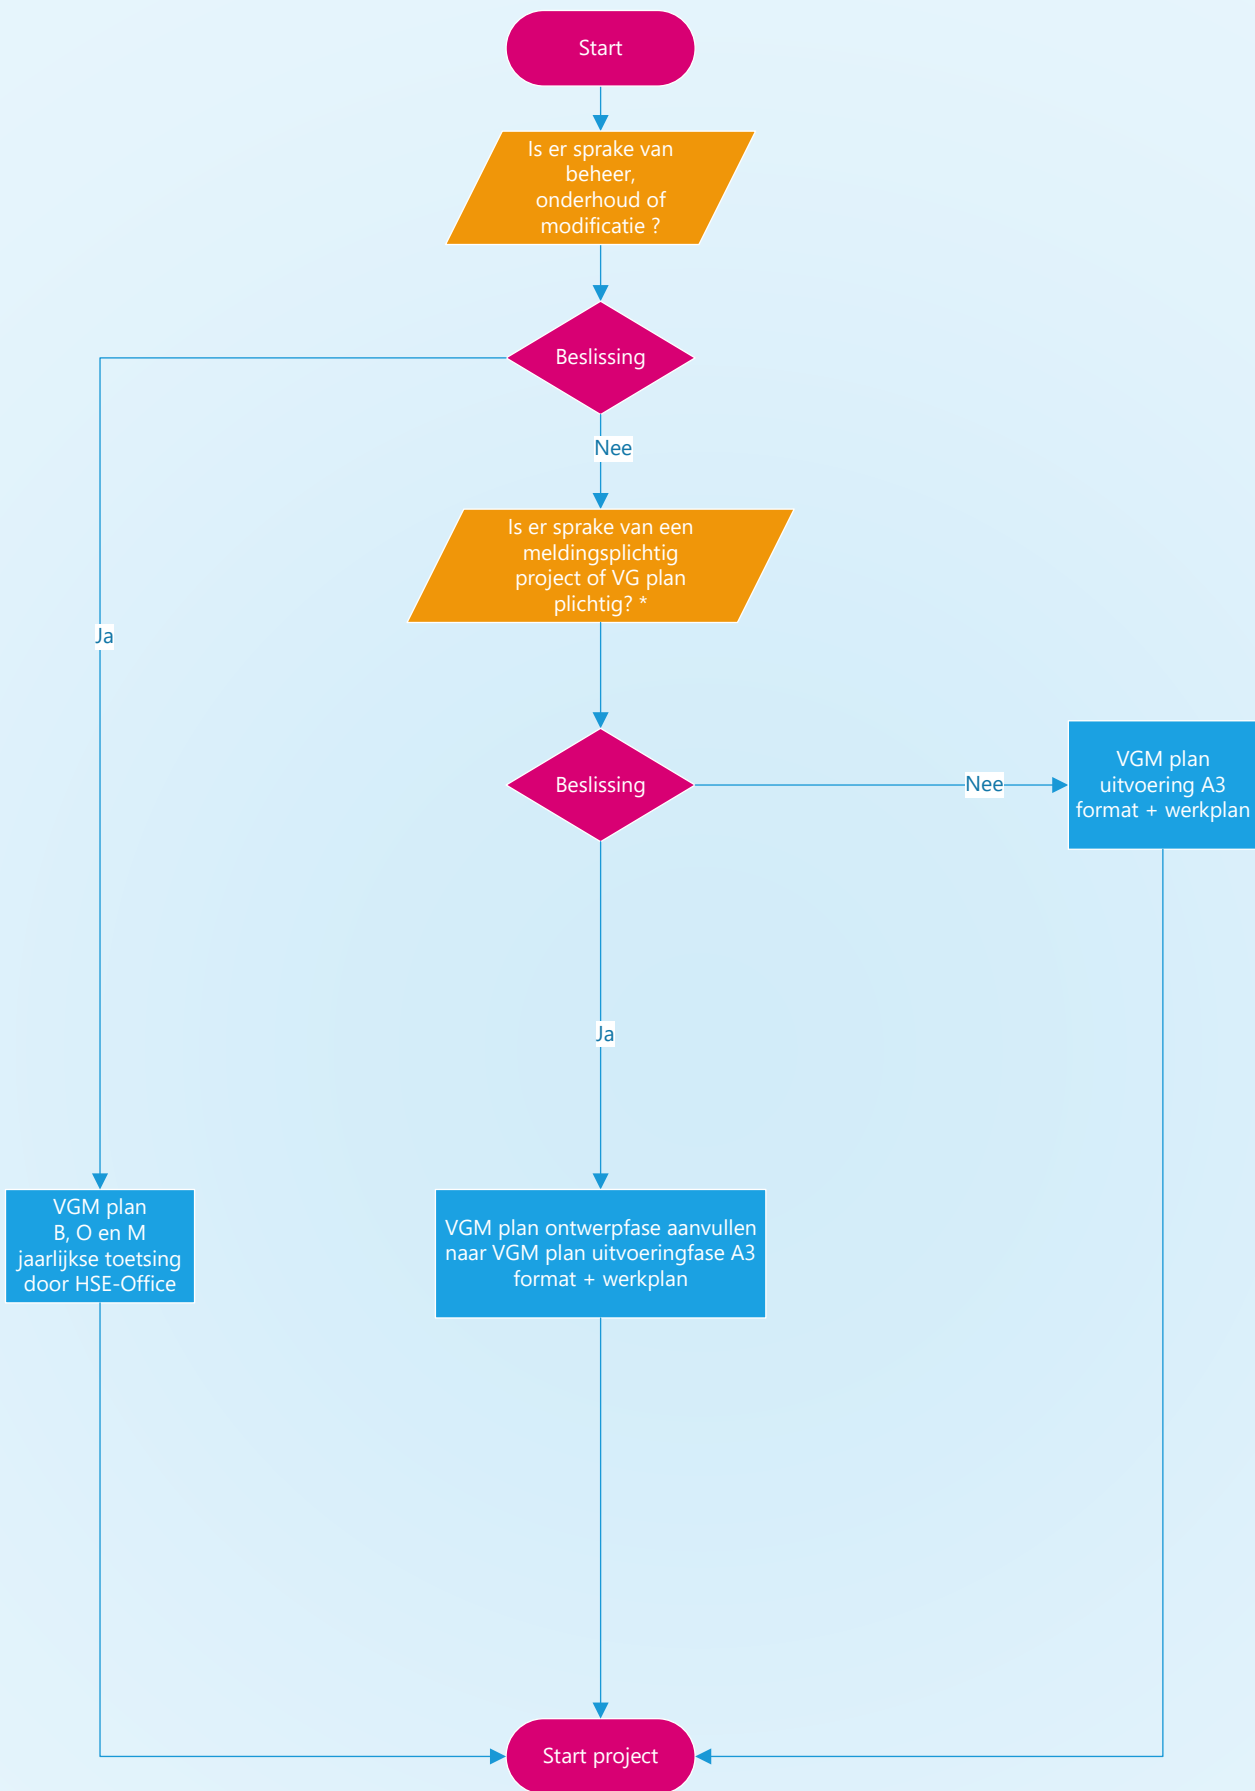 Start
Is er sprake van
beheer,
onderhoud of
modificatie ?
Beslissing
Nee
Is er sprake van een
meldingsplichtig
project of VG plan
plichtig? *
Ja
Beslissing
Nee
VGM plan
uitvoering A3
format + werkplan
Ja
VGM plan
B, O en M
jaarlijkse toetsing
door HSE-Office
VGM plan ontwerpfase aanvullen
naar VGM plan uitvoeringfase A3
format + werkplan
Start project